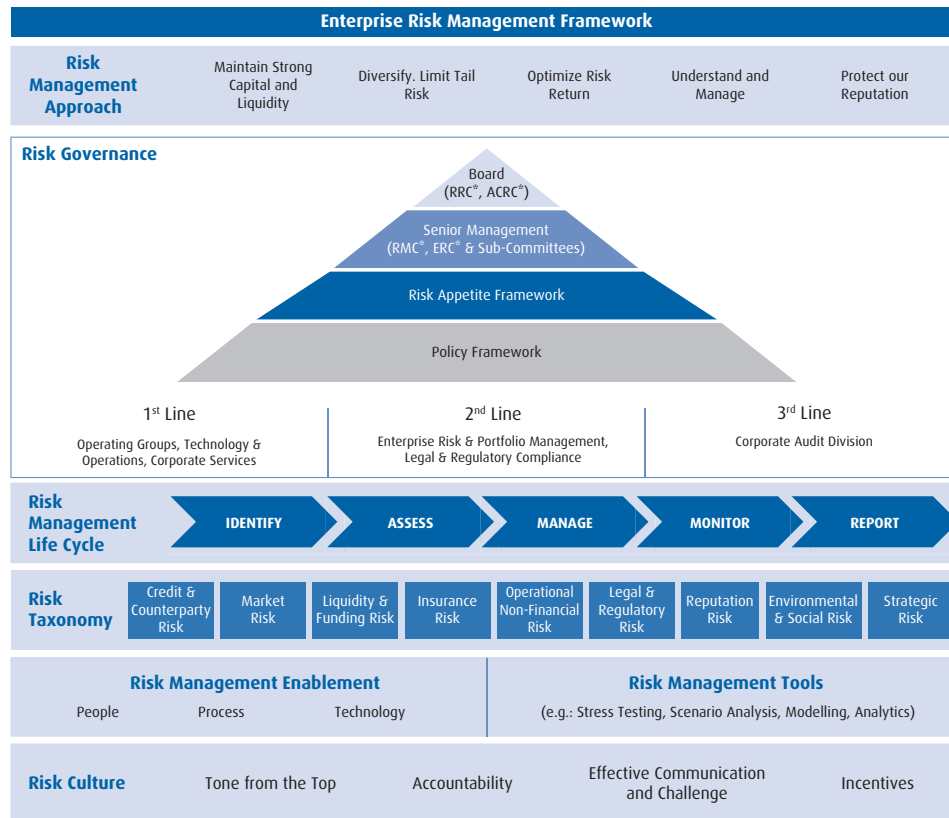 Enterprise Risk Management Framework
Risk
Management
Approach
Maintain Strong
Capital and
Liquidity
Diversify. Limit Tail
Risk
Optimize Risk
Return
Understand and
Manage
Protect our
Reputation
Risk Governance
Board
(RRC*, ACRC*)
Senior Management
(RMC*, ERC* & Sub-Committees)
Risk Appetite Framework
Policy Framework
1st Line
Operating Groups, Technology &
Operations, Corporate Services
2nd Line
Enterprise Risk & Portfolio Management,
Legal & Regulatory Compliance
3rd Line
Corporate Audit Division
Risk
Management
Life Cycle
IDENTIFY
ASSESS
MANAGE
MONITOR
REPORT
Risk
Taxonomy
Credit &
Counterparty
Risk
Market
Risk
Liquidity &
Funding Risk
Insurance
Risk
Operational
Non-Financial
Risk
Legal &
Regulatory
Risk
Reputation
Risk
Environmental
& Social Risk
Strategic
Risk
Risk Management Enablement
People
Process
Technology
Risk Management Tools
(e.g.: Stress Testing, Scenario Analysis, Modelling, Analytics)
Risk Culture
Tone from the Top
Accountability
Effective Communication
and Challenge
Incentives